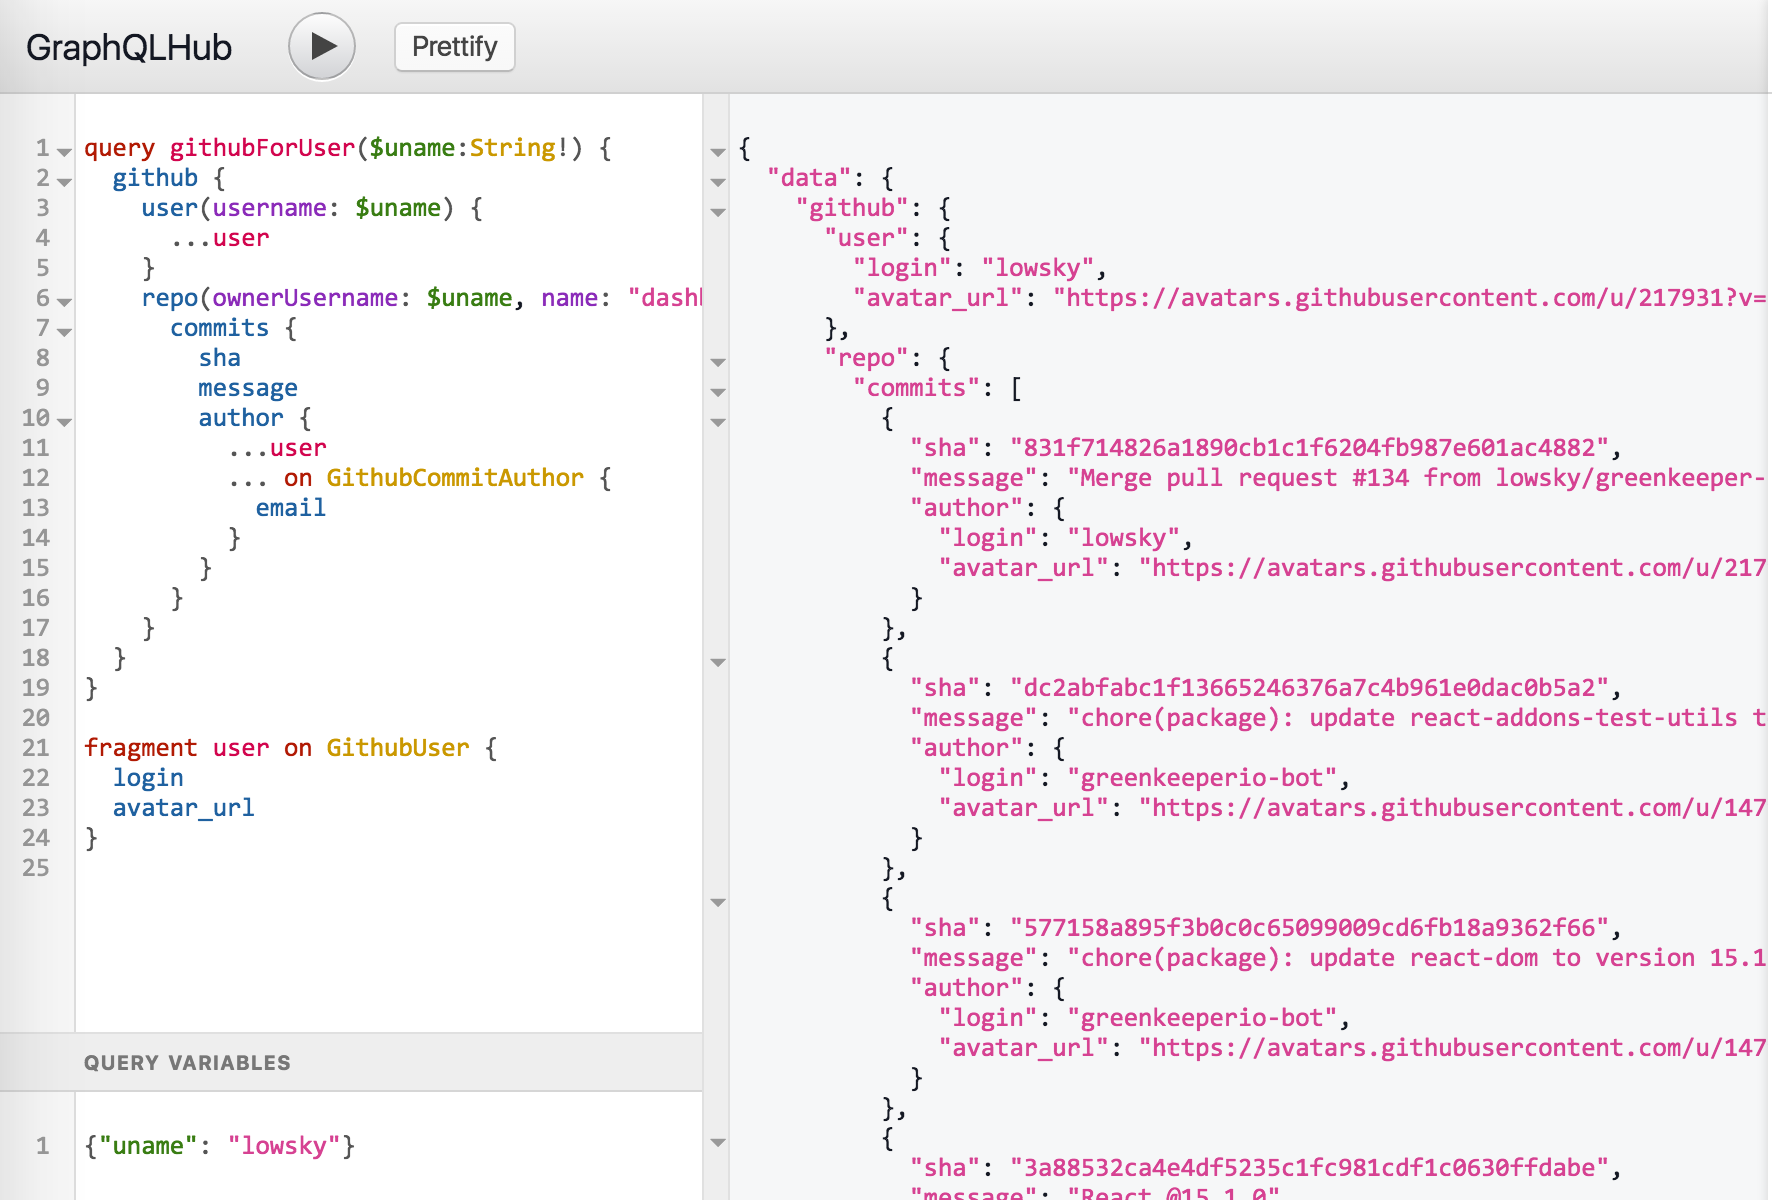 GraphQLHub
Prettify
1 query githubForUser($uname:String!) {
2   github {
3     user(username: $uname) {
4       ...user
5     }
6     repo(ownerUsername: $uname, name: "dash
7       commits {
8         sha
9         message
10         author {
11           ...user
12           ... on GithubCommitAuthor {
13             email
14           }
15         }
16       }
17     }
18   }
19 }
20
21 fragment user on GithubUser {
22   login
23   avatar_url
24 }
25
QUERY VARIABLES
1 {"uname": "lowsky"}
{
  "data": {
    "github": {
      "user": {
        "login": "lowsky",
        "avatar_url": "https://avatars.githubusercontent.com/u/217931?v=
      },
      "repo": {
        "commits": [
          {
            "sha": "831f714826a1890cb1c1f6204fb987e601ac4882",
            "message": "Merge pull request #134 from lowsky/greenkeeper-
            "author": {
              "login": "lowsky",
              "avatar_url": "https://avatars.githubusercontent.com/u/217
            }
          },
          {
            "sha": "dc2abfabc1f13665246376a7c4b961e0dac0b5a2",
            "message": "chore(package): update react-addons-test-utils t
            "author": {
              "login": "greenkeeperio-bot",
              "avatar_url": "https://avatars.githubusercontent.com/u/147
            }
          },
          {
            "sha": "577158a895f3b0c0c65099009cd6fb18a9362f66",
            "message": "chore(package): update react-dom to version 15.1
            "author": {
              "login": "greenkeeperio-bot",
              "avatar_url": "https://avatars.githubusercontent.com/u/147
            }
          },
          {
            "sha": "3a88532ca4e4df5235c1fc981cdf1c0630ffdabe",
            "message": "React @15.1.0"